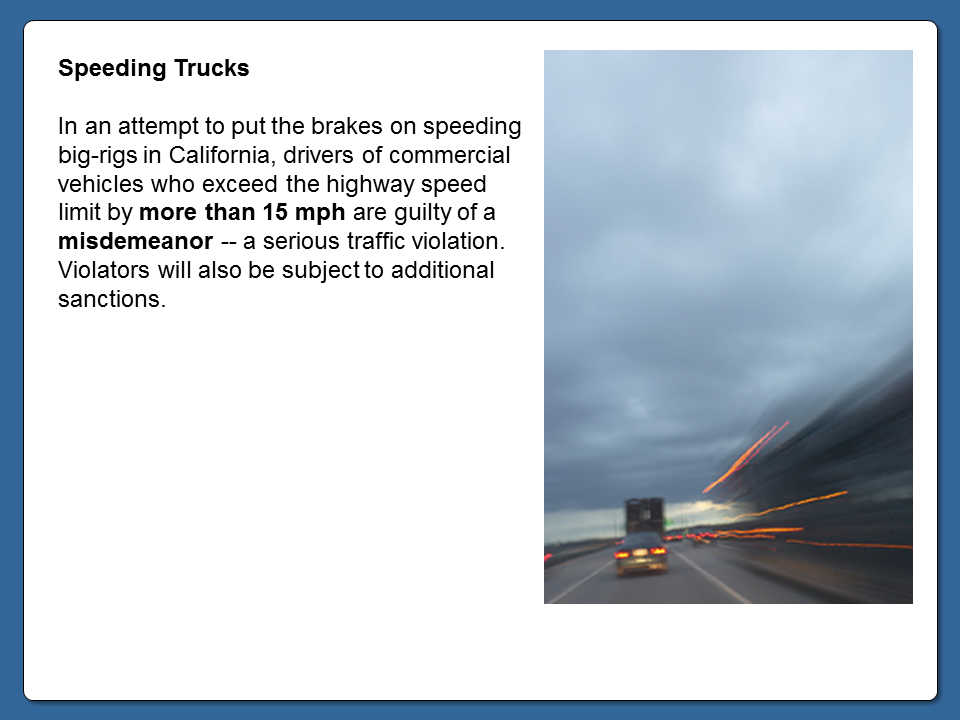 Speeding Trucks
In an attempt to put the brakes on speeding
big-rigs in California, drivers of commercial
vehicles who exceed the highway speed
limit by more than 15 mph are guilty of a
misdemeanor -- a serious traffic violation.
Violators will also be subject to additional
sanctions.